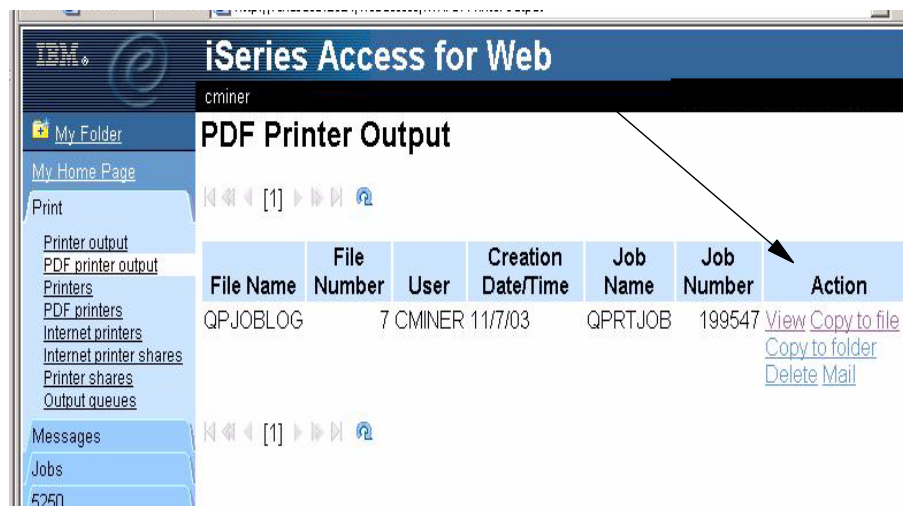 IBM.
iSeries Access for Web
cminer
My Folder
PDF Printer Output
My Home Page
[1]
Print
Printer output
PDF printer output
Printers
PDF printers
Internet printers
Internet printer shares
Printer shares
Output queues
File Name File Number User Creation Date/Time Job Name Job Number Action
QPJOBLOG 7 CMINER 11/7/03 QPRTJOB 199547 View Copy to file
Copy to folder
Delete Mail
[1]
Messages
Jobs
5250